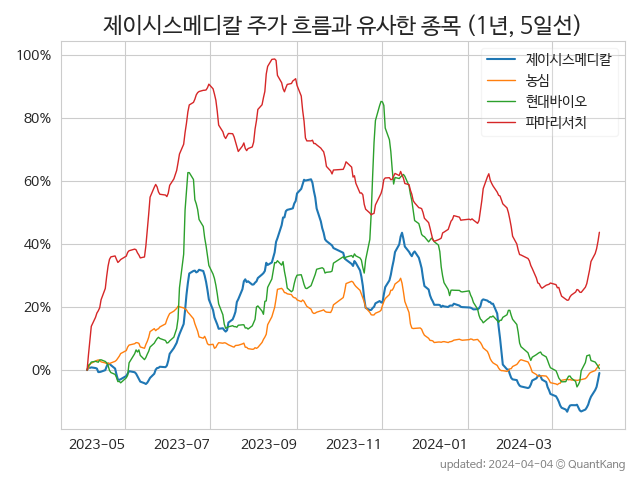 제이시스메디칼 주가 흐름과 유사한 종목 (1년, 5일선)
제이시스메디칼
농심
현대바이오
파마리서치
100%
80%
60%
40%
20%
0%
2023-05 2023-07 2023-09 2023-11 2024-01 2024-03
updated: 2024-04-04 © QuantKang